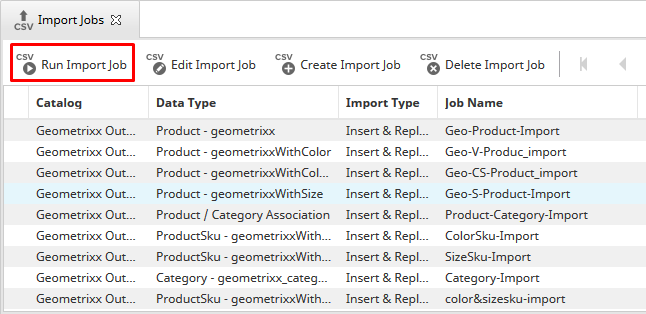 CSV Import Jobs
CSV Run Import Job CSV Edit Import Job CSV Create Import Job CSV Delete Import Job
Catalog Data Type Import Type Job Name
Geometrixx Out... Product - geometrixx Insert & Repl... Geo-Product-Import
Geometrixx Out... Product - geometrixxWithColor Insert & Repl... Geo-V-Produc_import
Geometrixx Out... Product - geometrixxWithCol... Insert & Repl... Geo-CS-Product_import
Geometrixx Out... Product - geometrixxWithSize Insert & Repl... Geo-S-Product-Import
Geometrixx Out... Product / Category Association Insert & Repl... Product-Category-Import
Geometrixx Out... ProductSku - geometrixxWith... Insert & Repl... ColorSku-Import
Geometrixx Out... ProductSku - geometrixxWith... Insert & Repl... SizeSku-Import
Geometrixx Out... Category - geometrixx_categ... Insert & Repl... Category-Import
Geometrixx Out... ProductSku - geometrixxWith... Insert & Repl... color&sizesku-import